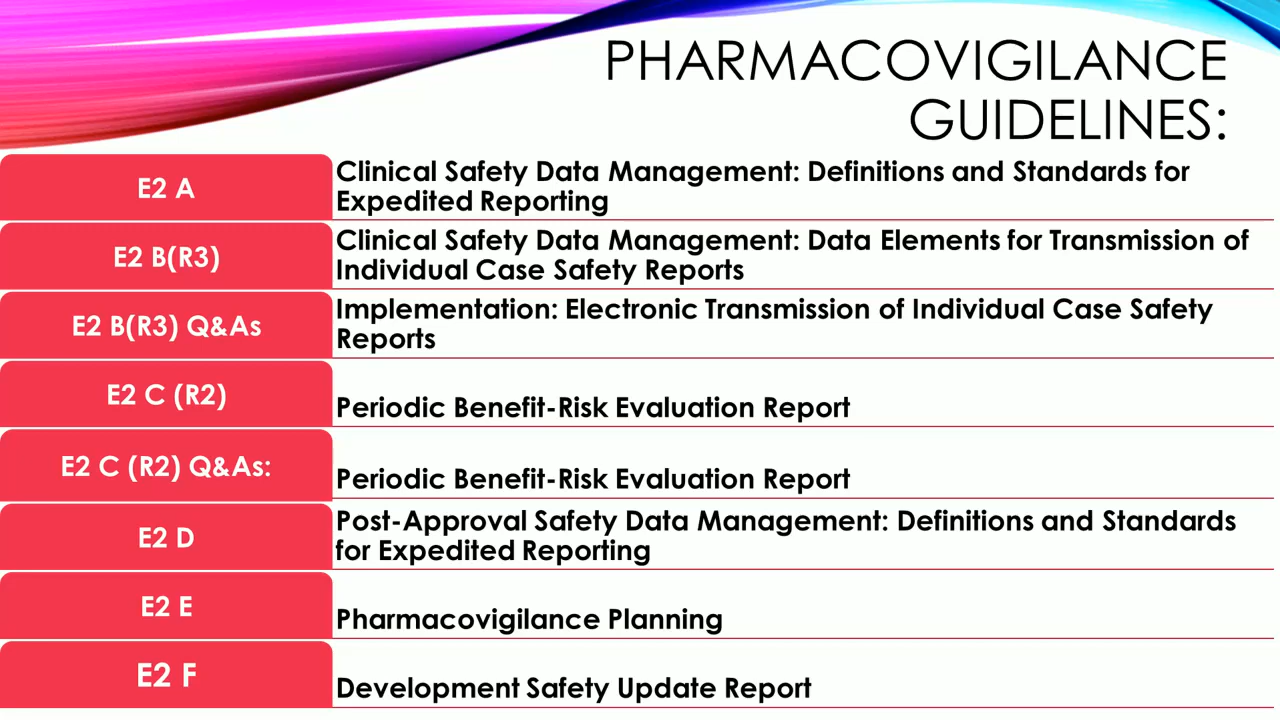 PHARMACOVIGILANCE
GUIDELINES:
E2 A
Clinical Safety Data Management: Definitions and Standards for
Expedited Reporting
E2 B(R3)
Clinical Safety Data Management: Data Elements for Transmission of
Individual Case Safety Reports
E2 B(R3) Q&As
Implementation: Electronic Transmission of Individual Case Safety
Reports
E2 C (R2)
Periodic Benefit-Risk Evaluation Report
E2 C (R2) Q&As:
Periodic Benefit-Risk Evaluation Report
E2 D
Post-Approval Safety Data Management: Definitions and Standards
for Expedited Reporting
E2 E
Pharmacovigilance Planning
E2 F
Development Safety Update Report